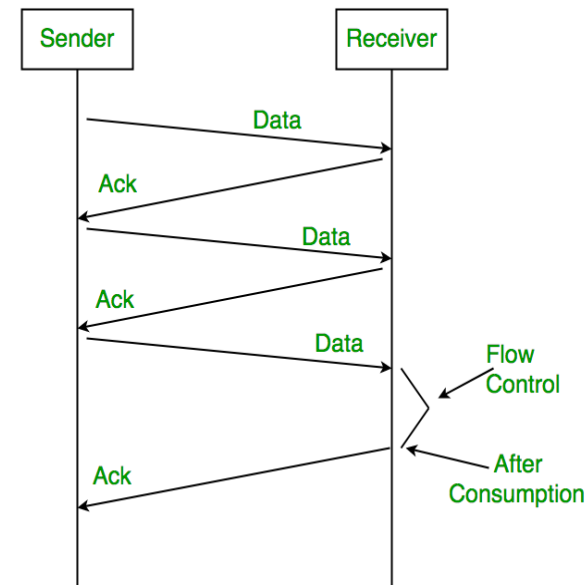 Sender
Receiver
Data
Ack
Data
Ack
Data
Flow
Control
Ack
After
Consumption